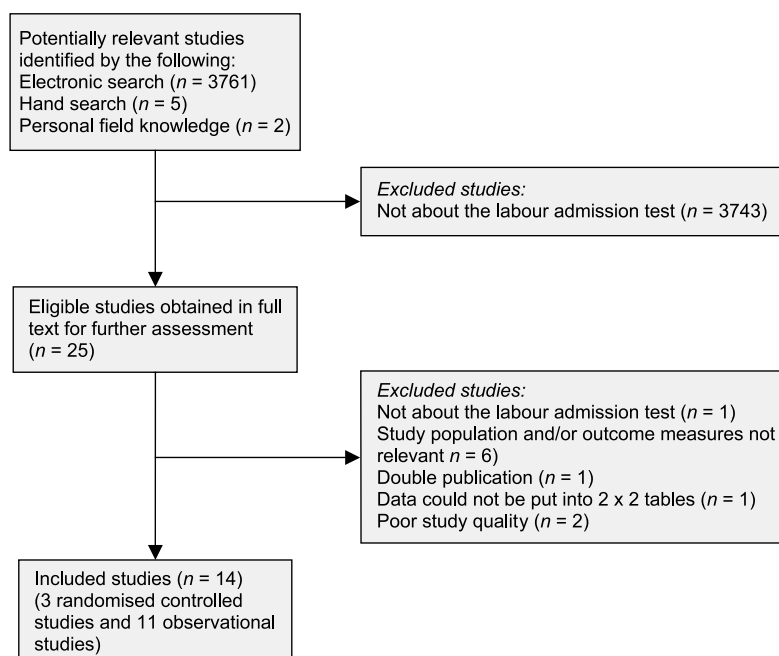 Potentially relevant studies
identified by the following:
Electronic search (n = 3761)
Hand search (n = 5)
Personal field knowledge (n = 2)
Excluded studies:
Not about the labour admission test (n = 3743)
Eligible studies obtained in full
text for further assessment
(n = 25)
Excluded studies:
Not about the labour admission test (n = 1)
Study population and/or outcome measures not
relevant n = 6)
Double publication (n = 1)
Data could not be put into 2 x 2 tables (n = 1)
Poor study quality (n = 2)
Included studies (n = 14)
(3 randomised controlled
studies and 11 observational
studies)